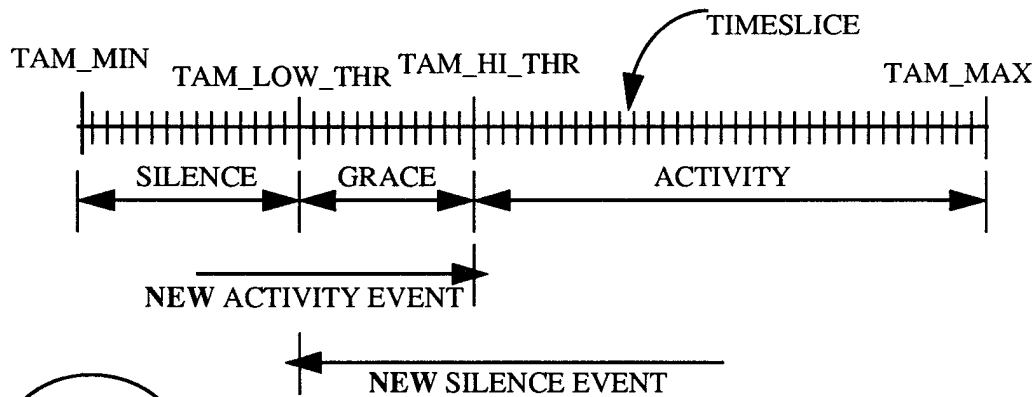 TIMESLICE
TAM_MIN
TAM_LOW_THR
TAM_HI_THR
TAM_MAX
SILENCE
GRACE
ACTIVITY
NEW ACTIVITY EVENT
NEW SILENCE EVENT